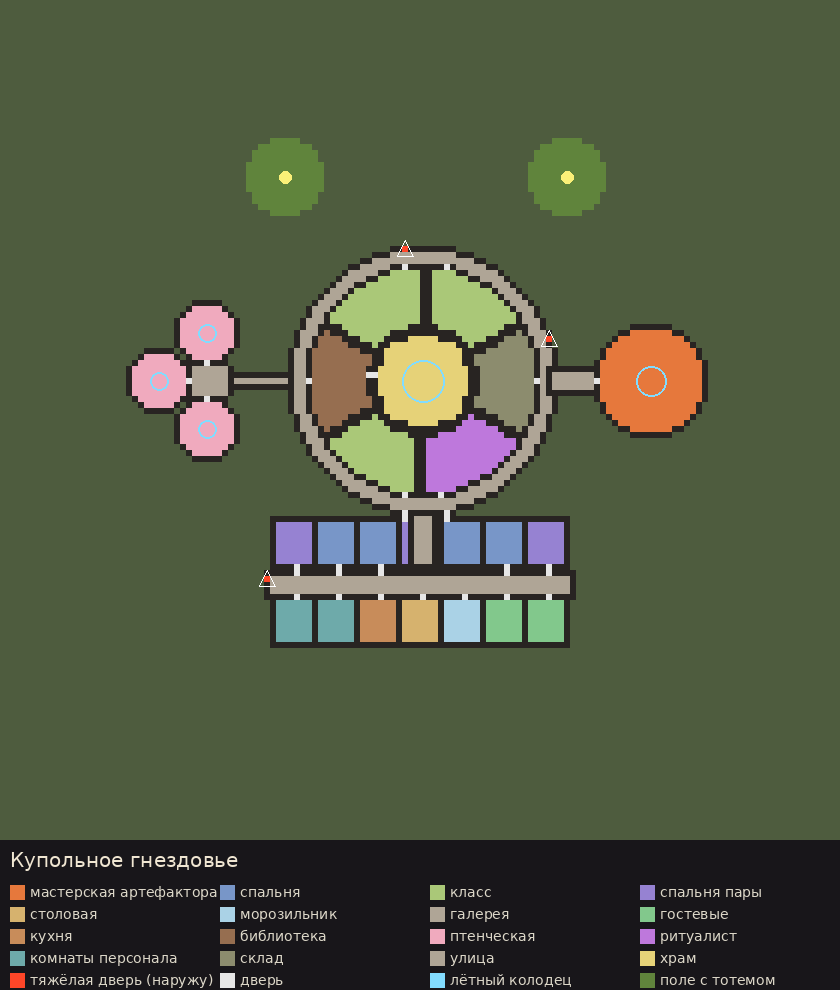 Купольное гнездовье
мастерская артефактора спальня класс спальня пары
столовая морозильник галерея гостевые
кухня библиотека птенческая ритуалист
комнаты персонала склад улица храм
тяжёлая дверь (наружу) дверь лётный колодец поле с тотемом